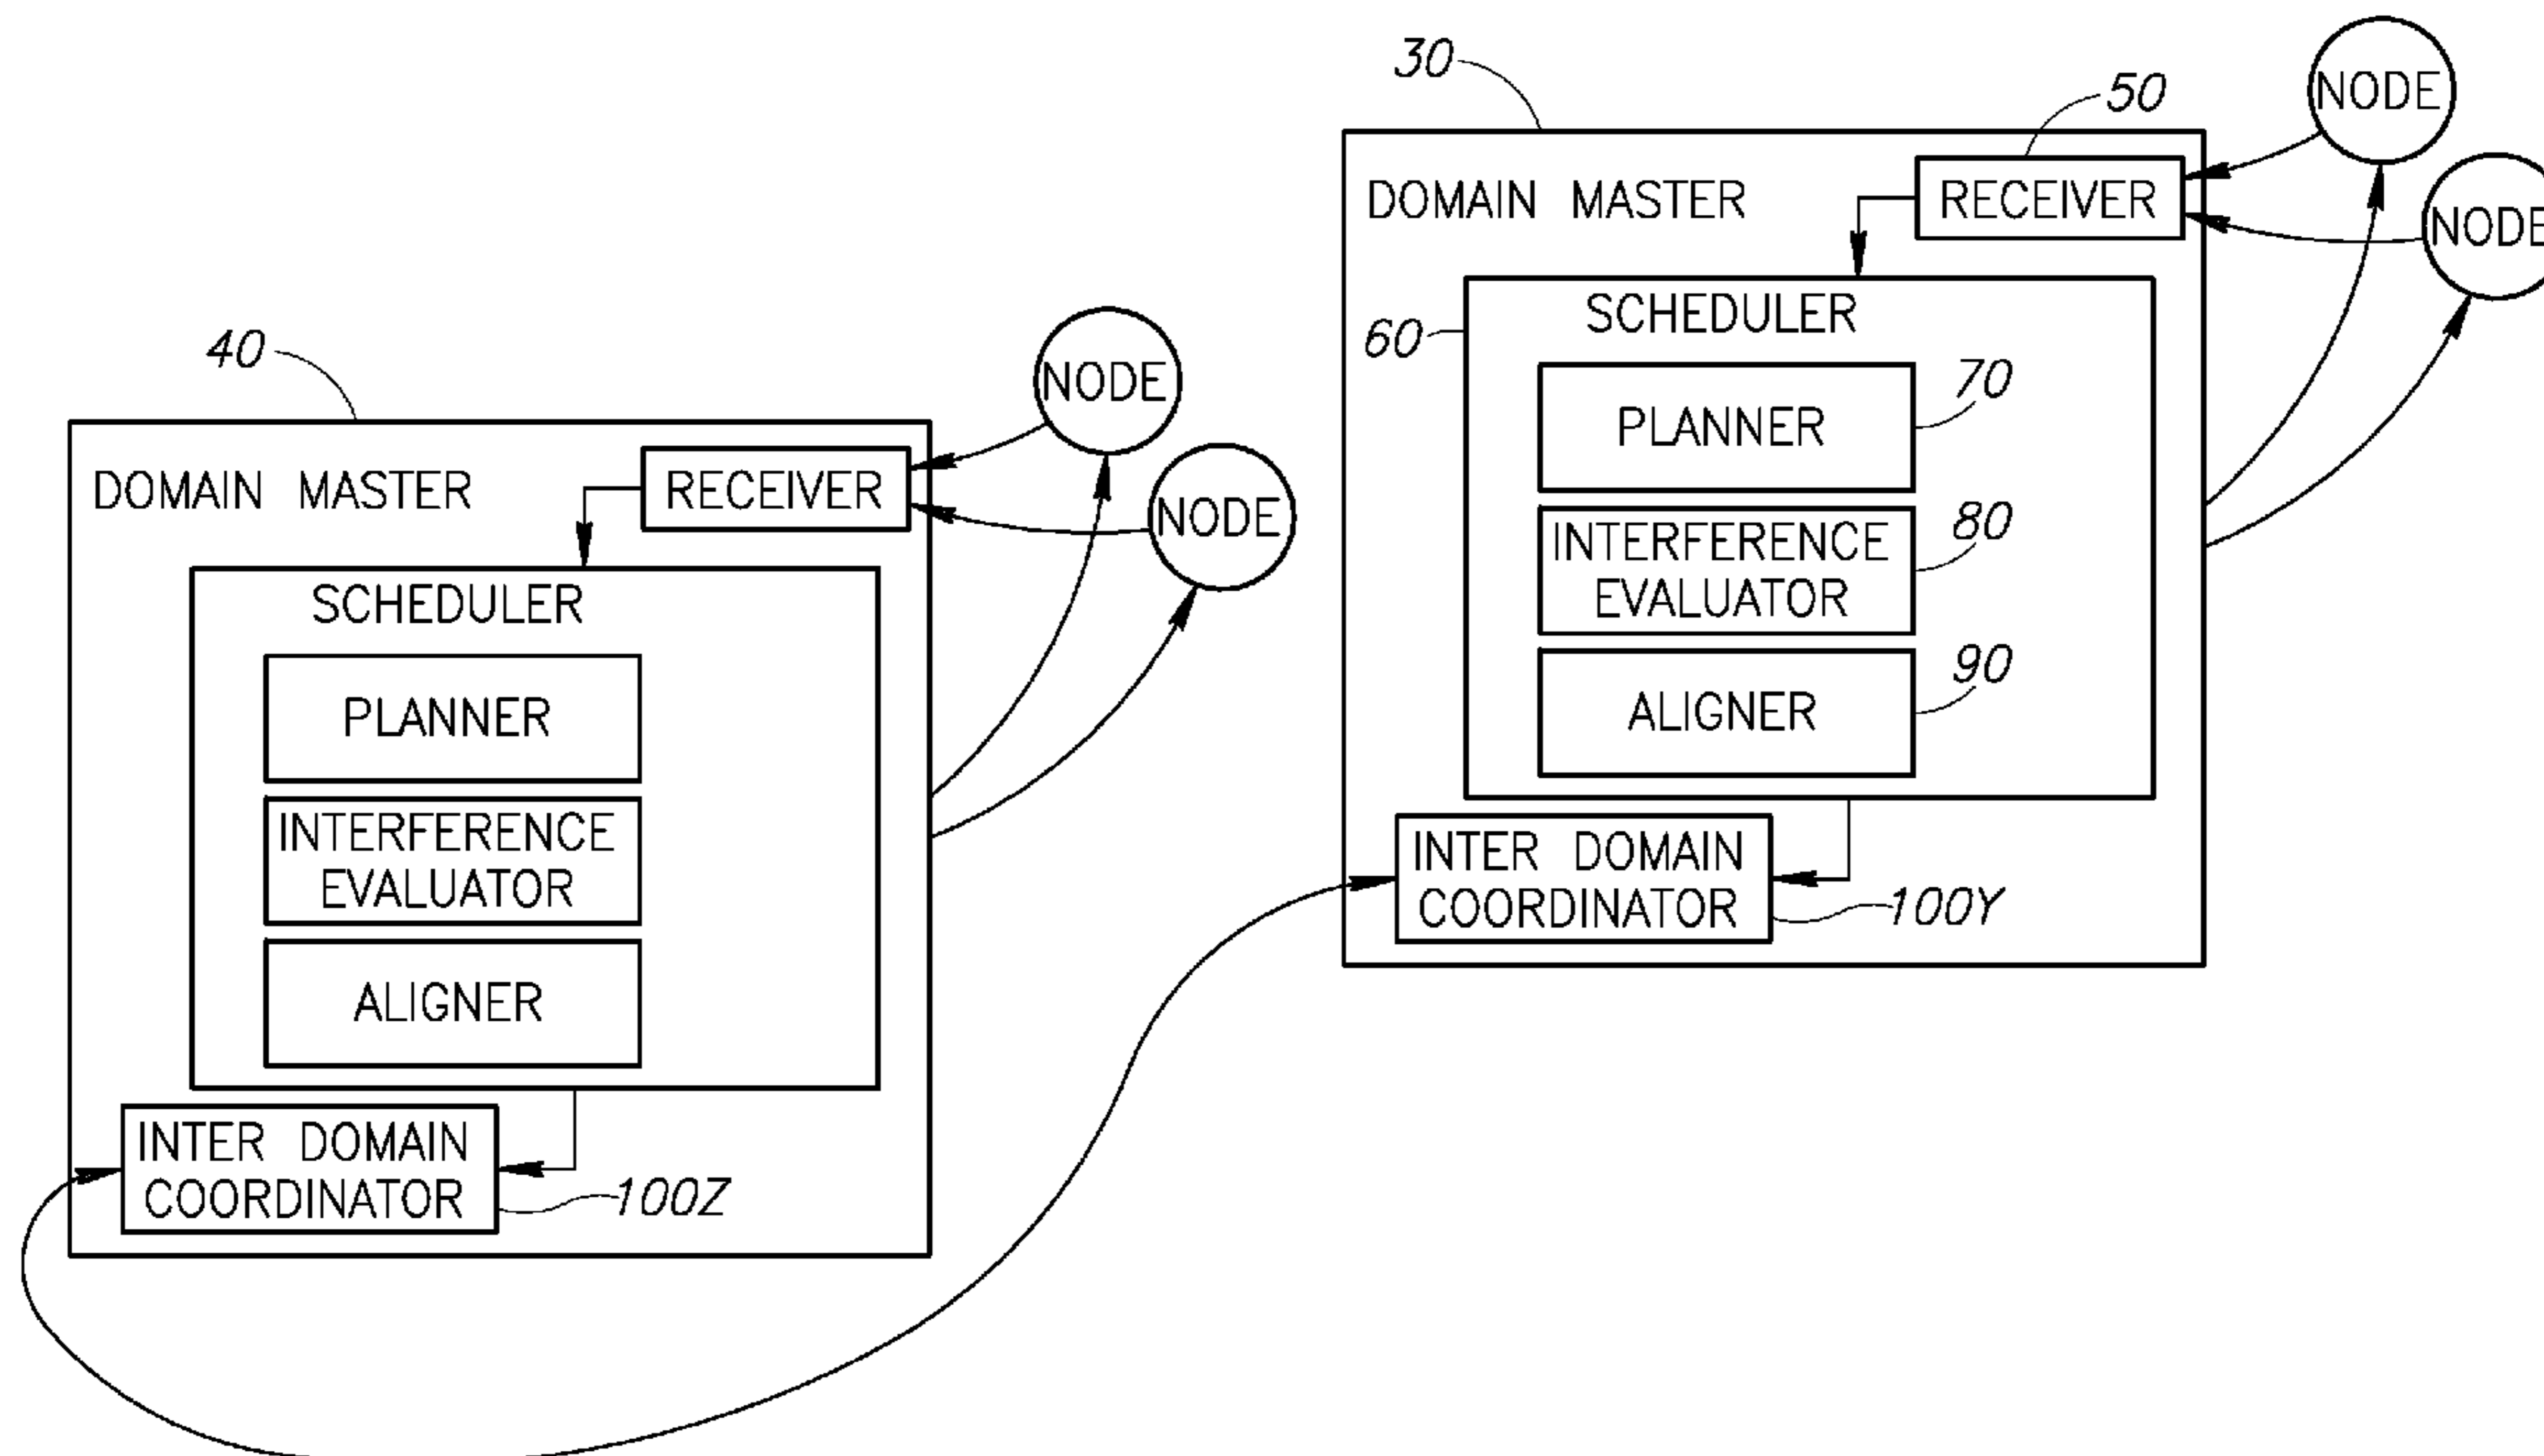 40
DOMAIN MASTER
RECEIVER
NODE
NODE
SCHEDULER
PLANNER
INTERFERENCE
EVALUATOR
ALIGNER
INTER DOMAIN
COORDINATOR
100Z
30
50
DOMAIN MASTER
RECEIVER
NODE
NODE
60
SCHEDULER
PLANNER
70
INTERFERENCE
EVALUATOR
80
ALIGNER
90
INTER DOMAIN
COORDINATOR
100Y